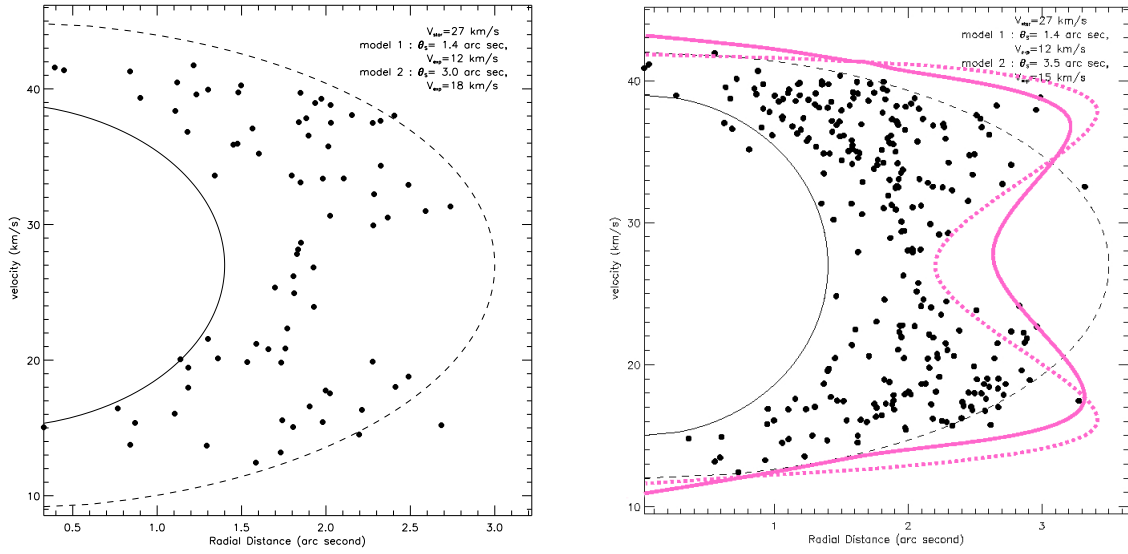 V_star=27 km/s
model 1 : θ_S= 1.4 arc sec,
V_exp=12 km/s
model 2 : θ_S= 3.0 arc sec,
V_exp=18 km/s
40
30
20
10
velocity (km/s)
0.5
1.0
1.5
2.0
2.5
3.0
Radial Distance (arc second)
V_star=27 km/s
model 1 : θ_S= 1.4 arc sec,
V_exp=12 km/s
model 2 : θ_S= 3.5 arc sec,
V_exp=15 km/s
40
30
20
10
velocity (km/s)
1
2
3
Radial Distance (arc second)